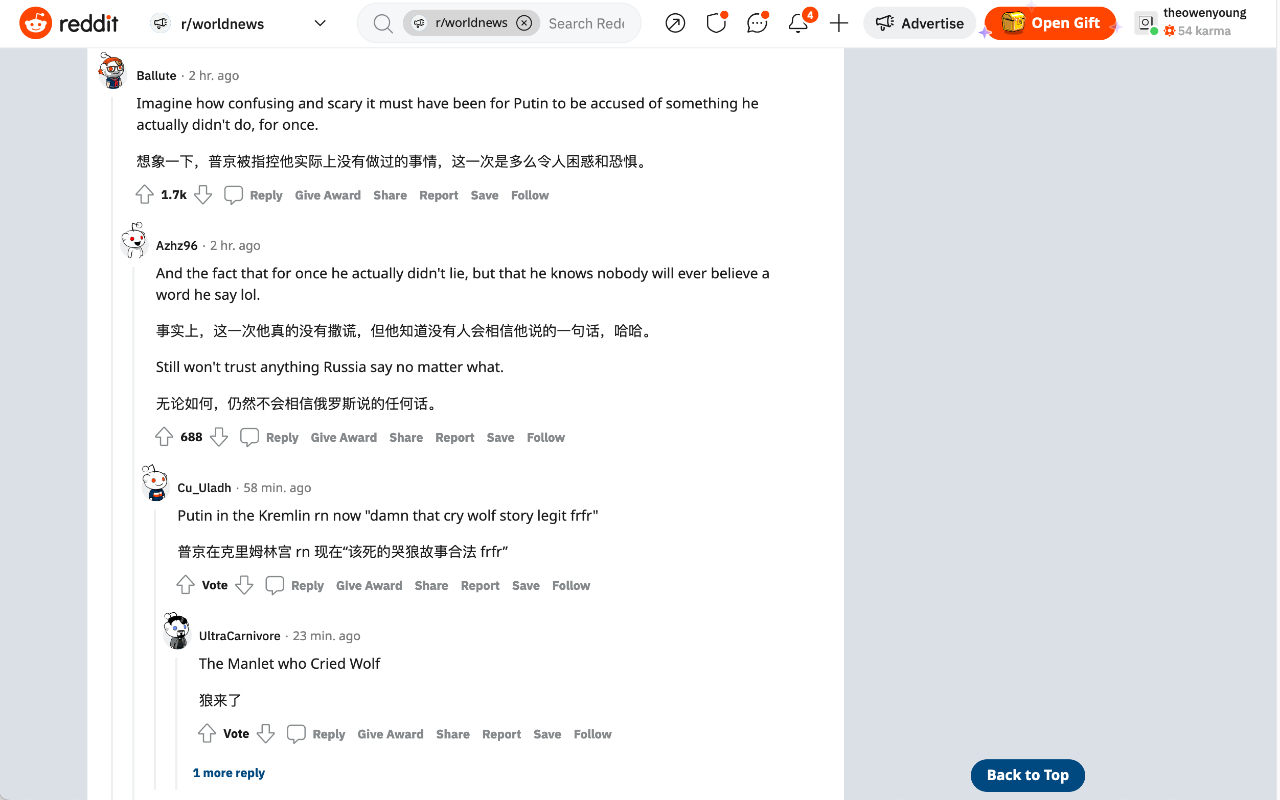 reddit
r/worldnews
r/worldnews
Search Redd
4
Advertise
Open Gift
theowenyoung
54 karma
Ballute · 2 hr. ago
Imagine how confusing and scary it must have been for Putin to be accused of something he
actually didn't do, for once.
想象一下，普京被指控他实际上没有做过的事情，这一次是多么令人困惑和恐惧。
1.7k Reply Give Award Share Report Save Follow
Azhz96 · 2 hr. ago
And the fact that for once he actually didn't lie, but that he knows nobody will ever believe a
word he say lol.
事实上，这一次他真的没有撒谎，但他知道没有人会相信他说的一句话，哈哈。
Still won't trust anything Russia say no matter what.
无论如何，仍然不会相信俄罗斯说的任何话。
688 Reply Give Award Share Report Save Follow
Cu_Uladh · 58 min. ago
Putin in the Kremlin rn now "damn that cry wolf story legit frfr"
普京在克里姆林宫 rn 现在“该死的哭狼故事合法 frfr”
Vote Reply Give Award Share Report Save Follow
UltraCarnivore · 23 min. ago
The Manlet who Cried Wolf
狼来了
Vote Reply Give Award Share Report Save Follow
1 more reply
Back to Top